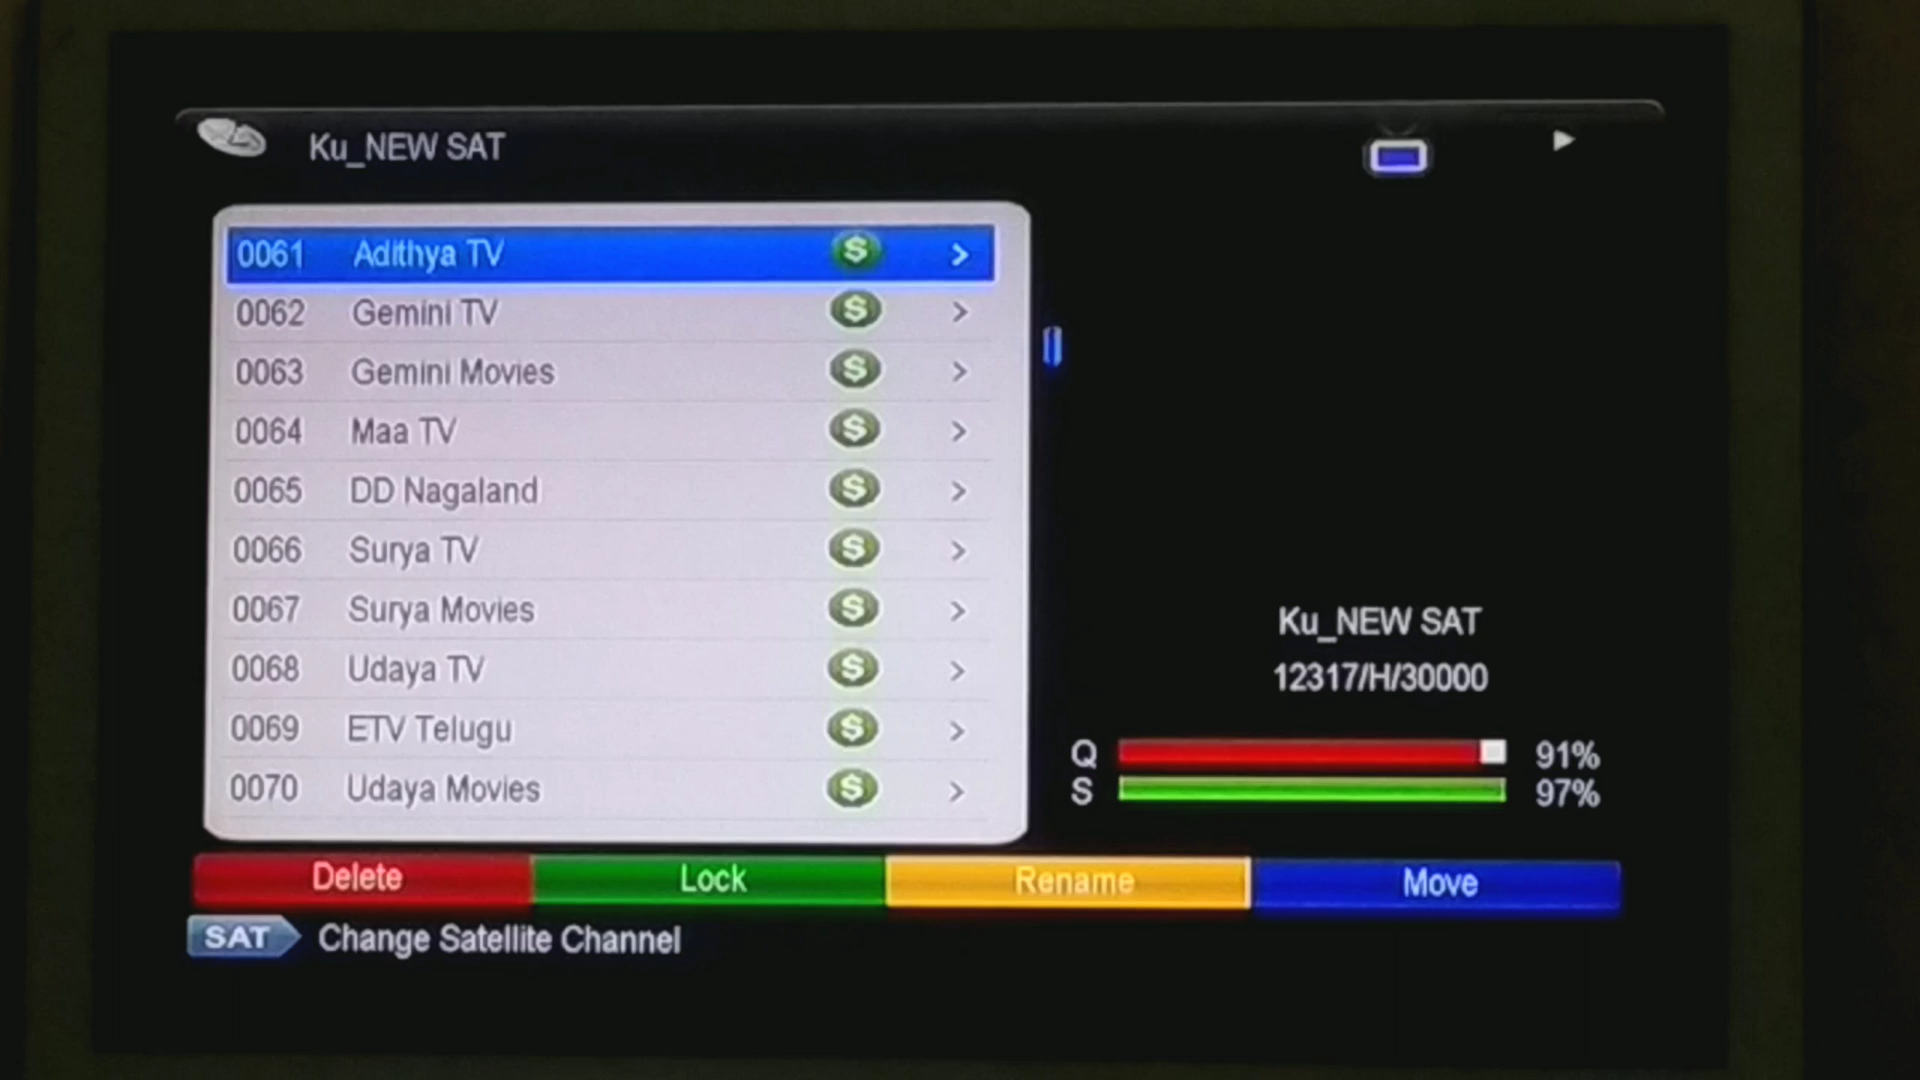 Ku_NEW SAT
0061 Adithya TV $ >
0062 Gemini TV $ >
0063 Gemini Movies $ >
0064 Maa TV $ >
0065 DD Nagaland $ >
0066 Surya TV $ >
0067 Surya Movies $ >
0068 Udaya TV $ >
0069 ETV Telugu $ >
0070 Udaya Movies $ >
Ku_NEW SAT
12317/H/30000
Q 91%
S 97%
Delete Lock Rename Move
SAT Change Satellite Channel